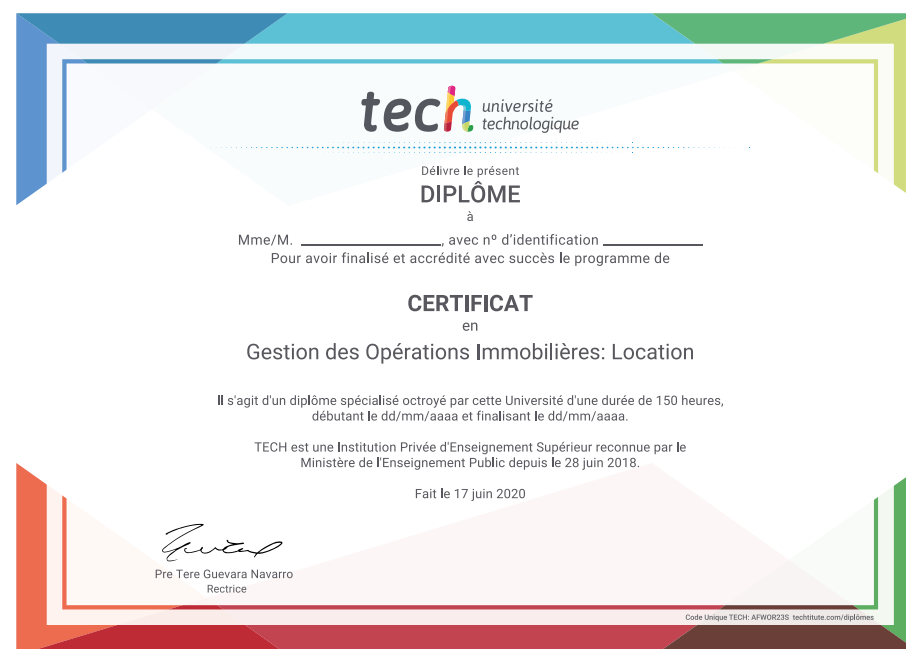 tech université
technologique
Délivre le présent
DIPLÔME
à
Mme/M. ____________________, avec nº d'identification ______________
Pour avoir finalisé et accrédité avec succès le programme de
CERTIFICAT
en
Gestion des Opérations Immobilières: Location
Il s'agit d'un diplôme spécialisé octroyé par cette Université d'une durée de 150 heures,
débutant le dd/mm/aaaa et finalisant le dd/mm/aaaa.
TECH est une Institution Privée d'Enseignement Supérieur reconnue par le
Ministère de l'Enseignement Public depuis le 28 juin 2018.
Fait le 17 juin 2020
Pre Tere Guevara Navarro
Rectrice
Code Unique TECH: AFWOR23S techtitute.com/diplômes